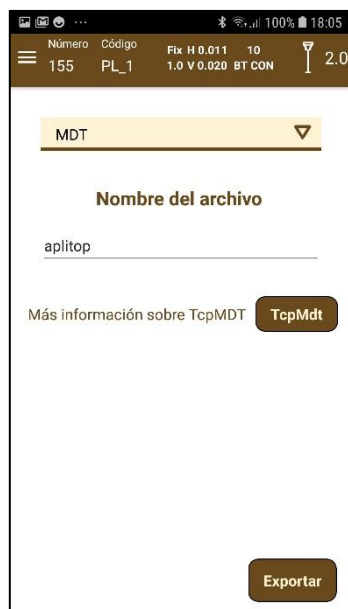 ... 100% 18:05
Número Código Fix H 0.011 10
155 PL_1 1.0 V 0.020 BT CON 2.0
MDT
Nombre del archivo
aplitop
Más información sobre TcpMDT TcpMdt
Exportar